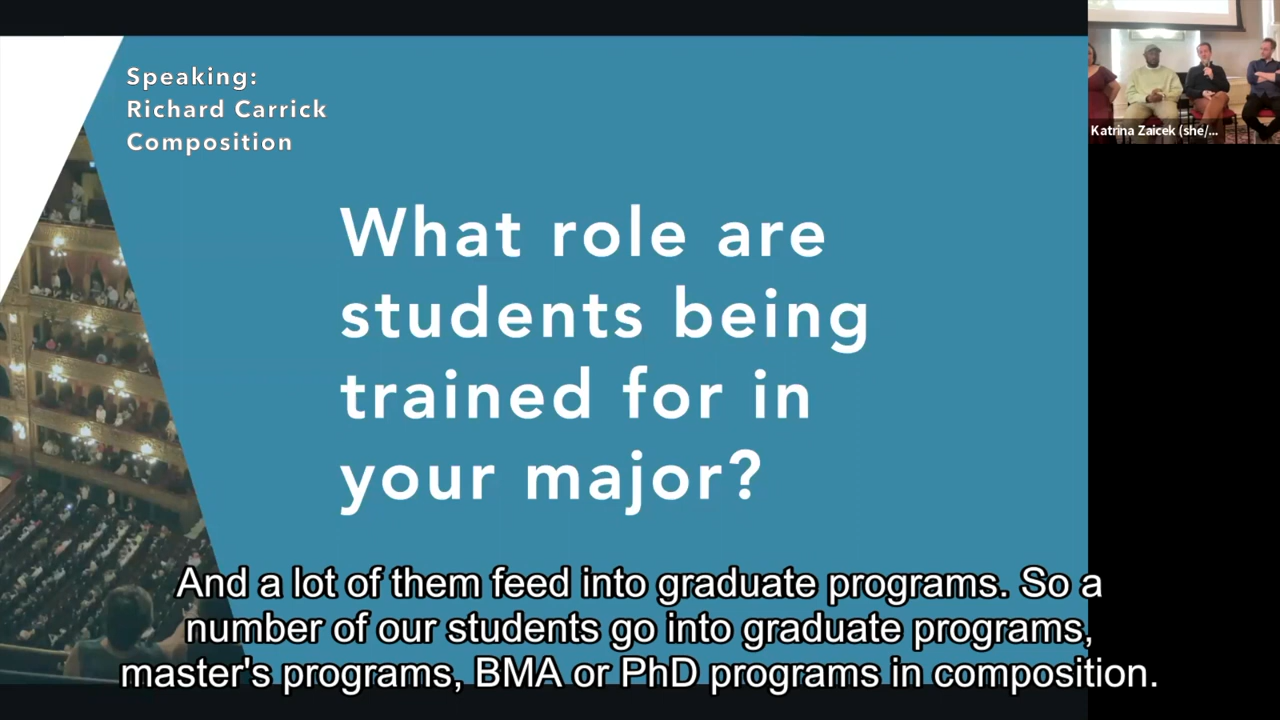 Speaking:
Richard Carrick
Composition
Katrina Zaicek (she/...
What role are
students being
trained for in
your major?
And a lot of them feed into graduate programs. So a
number of our students go into graduate programs,
master's programs, BMA or PhD programs in composition.